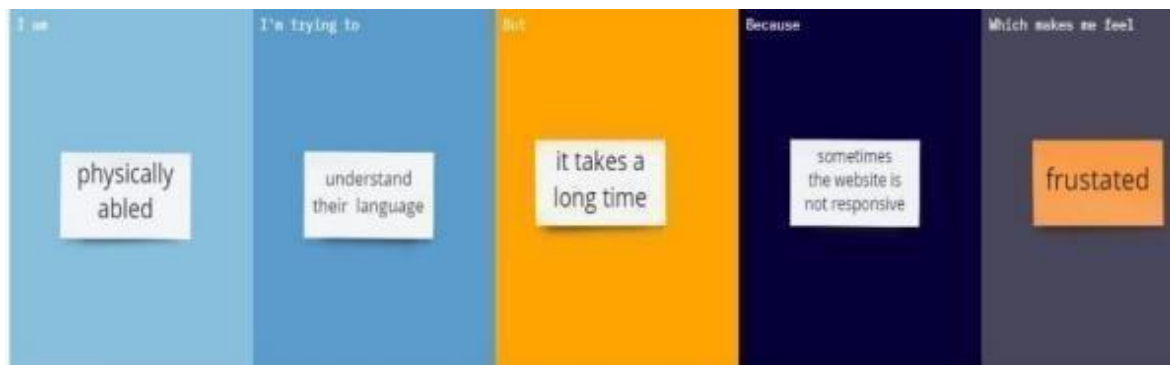 I am
physically
abled
I'm trying to
understand
their language
But
it takes a
long time
Because
sometimes
the website is
not responsive
Which makes me feel
frustated